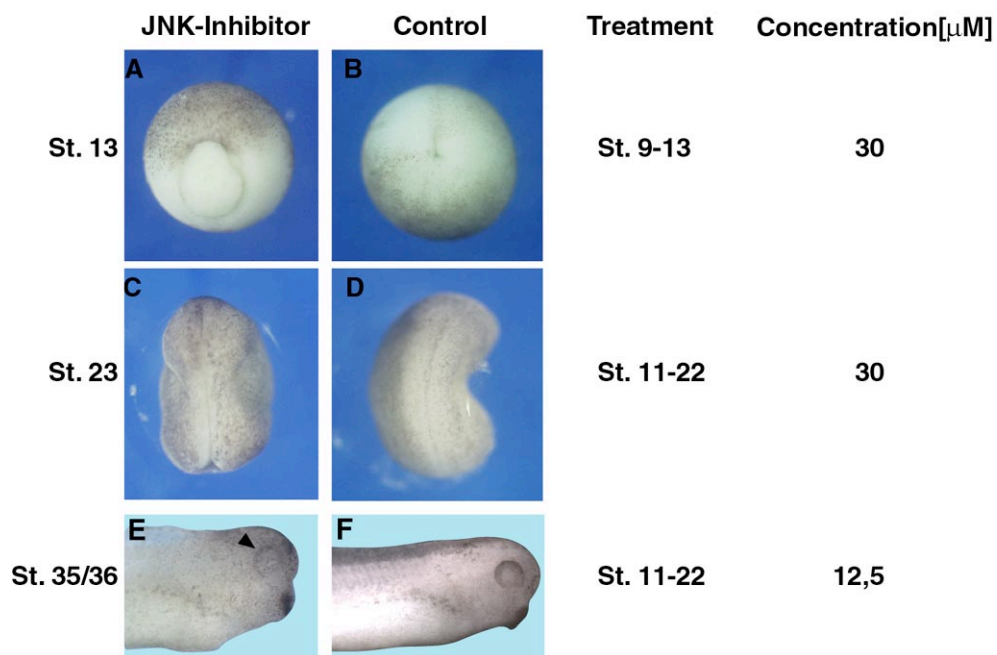 JNK-Inhibitor Control Treatment Concentration[µM]
A B
St. 13 St. 9-13 30
C D
St. 23 St. 11-22 30
E F
St. 35/36 St. 11-22 12,5